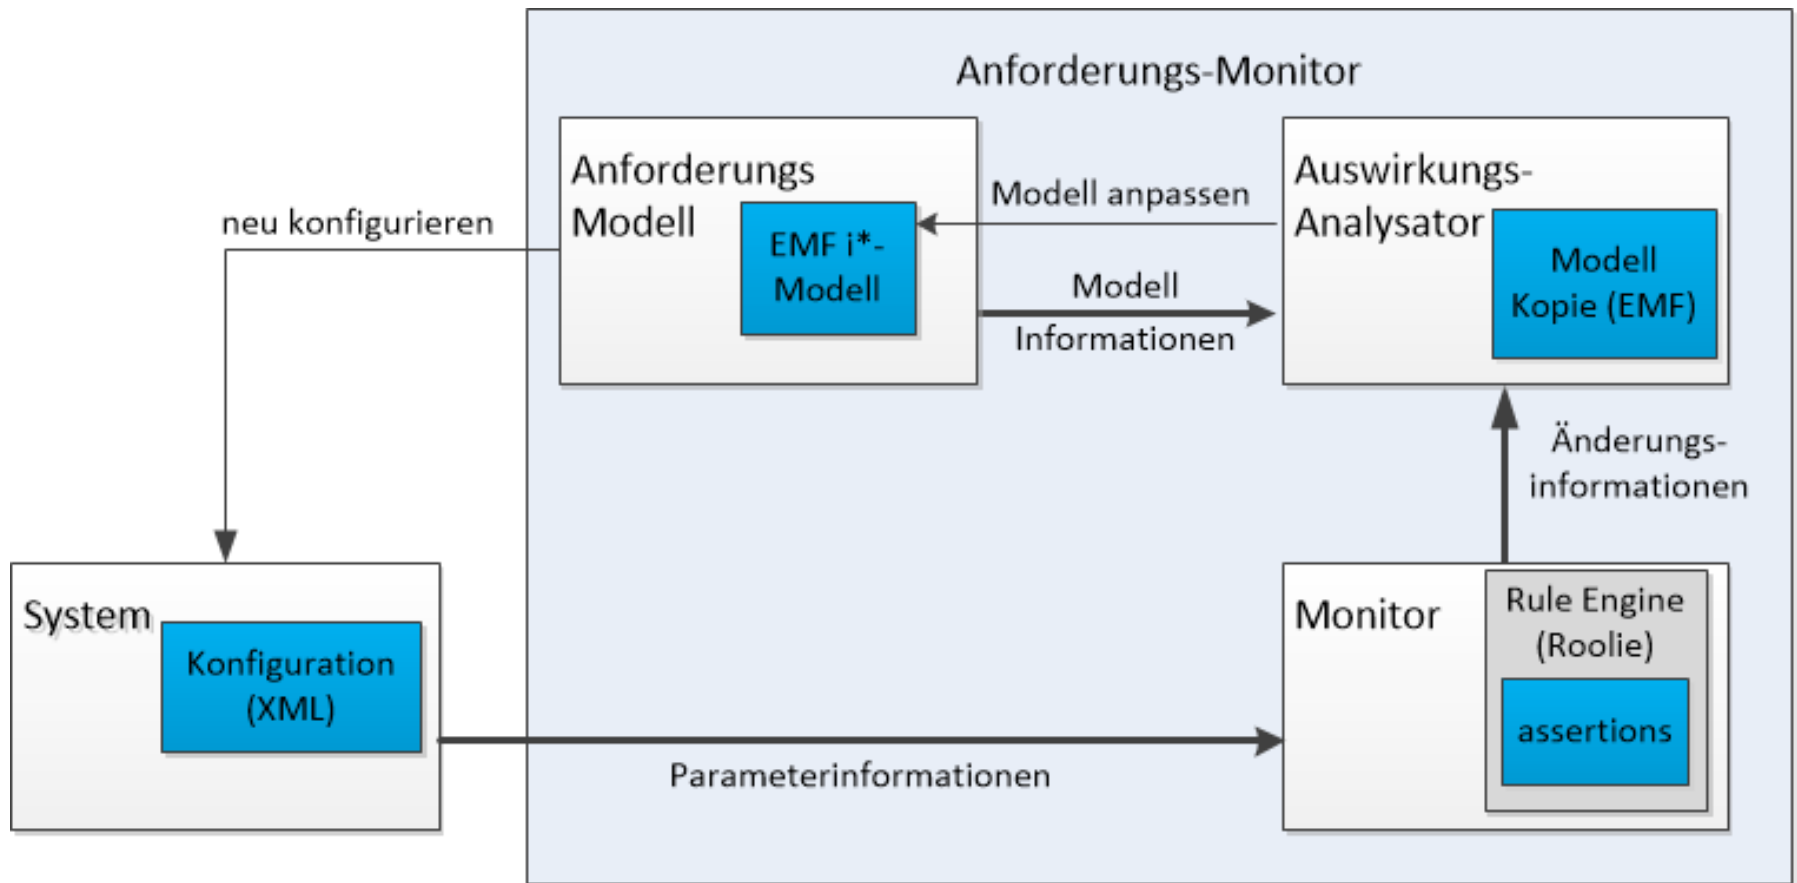 Anforderungs-Monitor
Anforderungs
Modell
EMF i*-
Modell
Modell anpassen
Modell
Informationen
Auswirkungs-
Analysator
Modell
Kopie (EMF)
neu konfigurieren
Änderungs-
informationen
System
Konfiguration
(XML)
Parameterinformationen
Monitor
Rule Engine
(Roolie)
assertions